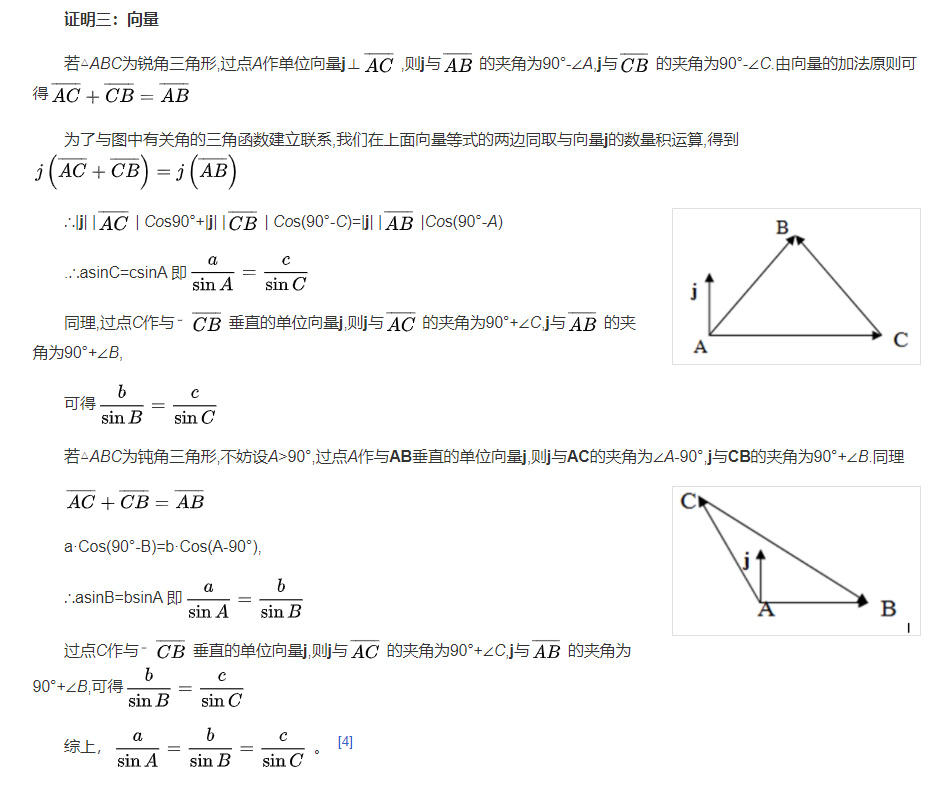 证明三：向量
若△ABC为锐角三角形,过点A作单位向量j⊥ $\overline{AC}$ ,则j与 $\overline{AB}$ 的夹角为90°-∠A,j与 $\overline{CB}$ 的夹角为90°-∠C.由向量的加法原则可
得 $\overline{AC}+\overline{CB}=\overline{AB}$
为了与图中有关角的三角函数建立联系,我们在上面向量等式的两边同取与向量j的数量积运算,得到
$j\left(\overline{AC}+\overline{CB}\right)=j\left(\overline{AB}\right)$
∴|j| | $\overline{AC}$ | Cos90°+|j| | $\overline{CB}$ | Cos(90°-C)=|j| | $\overline{AB}$ |Cos(90°-A)
.∴asinC=csinA 即 $\frac{a}{\sin A}=\frac{c}{\sin C}$
同理,过点C作与- $\overline{CB}$ 垂直的单位向量j,则j与 $\overline{AC}$ 的夹角为90°+∠C,j与 $\overline{AB}$ 的夹
角为90°+∠B,
可得 $\frac{b}{\sin B}=\frac{c}{\sin C}$
B
j
A
C
若△ABC为钝角三角形,不妨设A>90°,过点A作与AB垂直的单位向量j,则j与AC的夹角为∠A-90°,j与CB的夹角为90°+∠B.同理
$\overline{AC}+\overline{CB}=\overline{AB}$
a·Cos(90°-B)=b·Cos(A-90°),
∴asinB=bsinA 即 $\frac{a}{\sin A}=\frac{b}{\sin B}$
C
j
A
B
过点C作与- $\overline{CB}$ 垂直的单位向量j,则j与 $\overline{AC}$ 的夹角为90°+∠C,j与 $\overline{AB}$ 的夹角为
90°+∠B,可得 $\frac{b}{\sin B}=\frac{c}{\sin C}$
综上， $\frac{a}{\sin A}=\frac{b}{\sin B}=\frac{c}{\sin C}$ 。 [4]